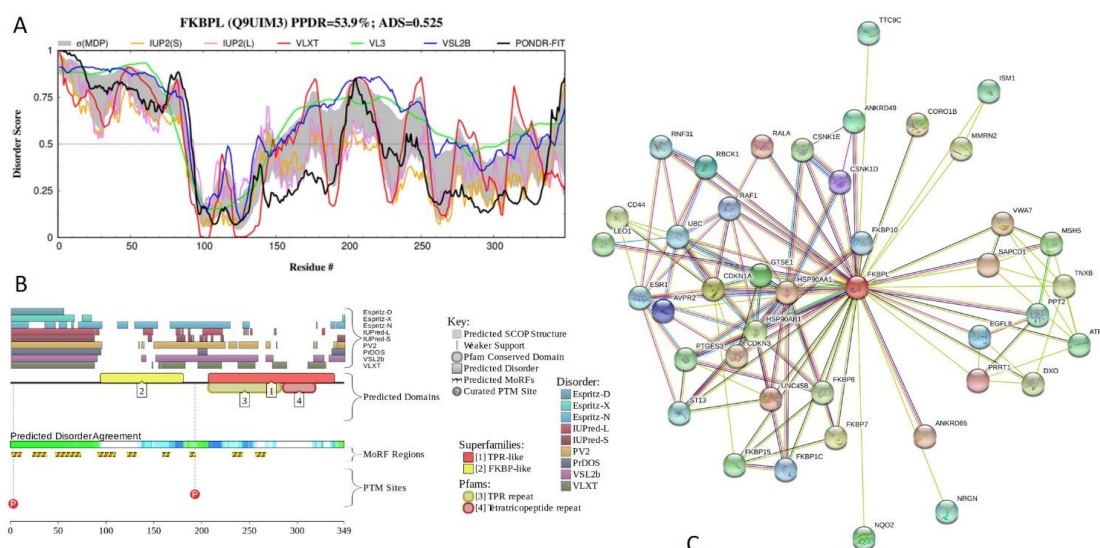 A
FKBPL (Q9UIM3) PPDR=53.9%; ADS=0.525
σ(MDP) IUP2(S) IUP2(L) VLXT VL3 VSL2B PONDR-FIT
Disorder Score
1
0.75
0.5
0.25
0
0 50 100 150 200 250 300
Residue #
B
Espritz-D
Espritz-X
Espritz-N
IUPred-L
IUPred-S
PV2
PrDOS
VSL2b
VLXT
2
1
3
4
Predicted Domains
Predicted DisorderAgreement
MoRF Regions
PTM Sites
P
P
0 50 100 150 200 250 300 349
Key:
Predicted SCOP Structure
Weaker Support
Pfam Conserved Domain
Predicted Disorder
Predicted MoRFs
Curated PTM Site
Disorder:
Espritz-D
Espritz-X
Espritz-N
IUPred-L
IUPred-S
PV2
PrDOS
VSL2b
VLXT
Superfamilies:
[1] TPR-like
[2] FKBP-like
Pfams:
[3] TPR repeat
[4] Tetratricopeptide repeat
TTC9C
ISM1
ANKRD49
CORO1B
CSNK1E
MMRN2
RNF31
RALA
RBCK1
CSNK1D
RAF1
CD44
VWA7
UBC
LEO1
FKBP10
MSH5
SAPCD1
GTSE1
FKBPL
CDKN1A
HSP90AA1
TNXB
ESR1
AVPR2
PPT2
HSP90AB1
EGFL8
ATF
PTGES3
CDKN3
PRRT1
DXO
UNC45B
FKBP6
ST13
FKBP7
ANKRD65
FKBP15
FKBP1C
NRGN
NQO2
C